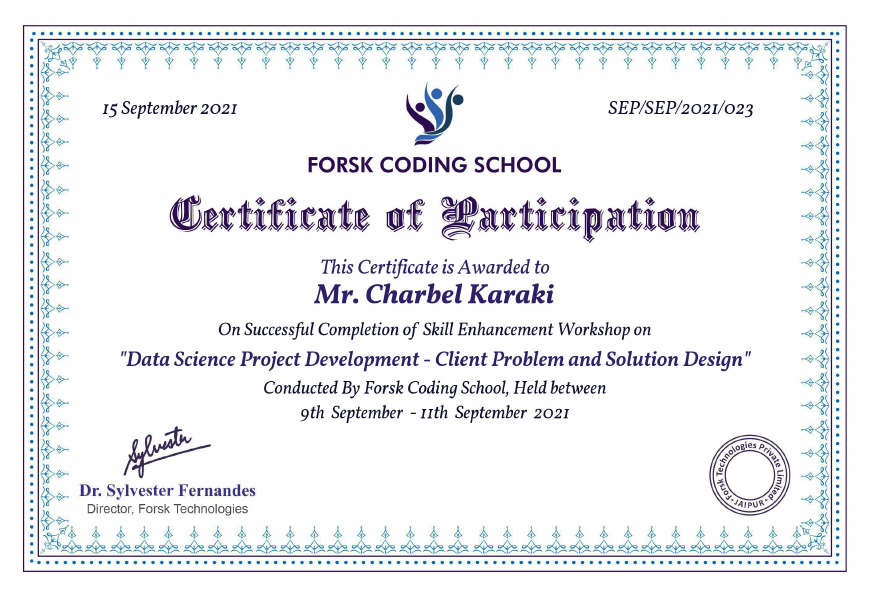 15 September 2021
SEP/SEP/2021/023
FORSK CODING SCHOOL
Certificate of Participation
This Certificate is Awarded to
Mr. Charbel Karaki
On Successful Completion of Skill Enhancement Workshop on
"Data Science Project Development - Client Problem and Solution Design"
Conducted By Forsk Coding School, Held between
9th September - 11th September 2021
Sylvester
Dr. Sylvester Fernandes
Director, Forsk Technologies
Forsk Technologies Private Limited
JAIPUR